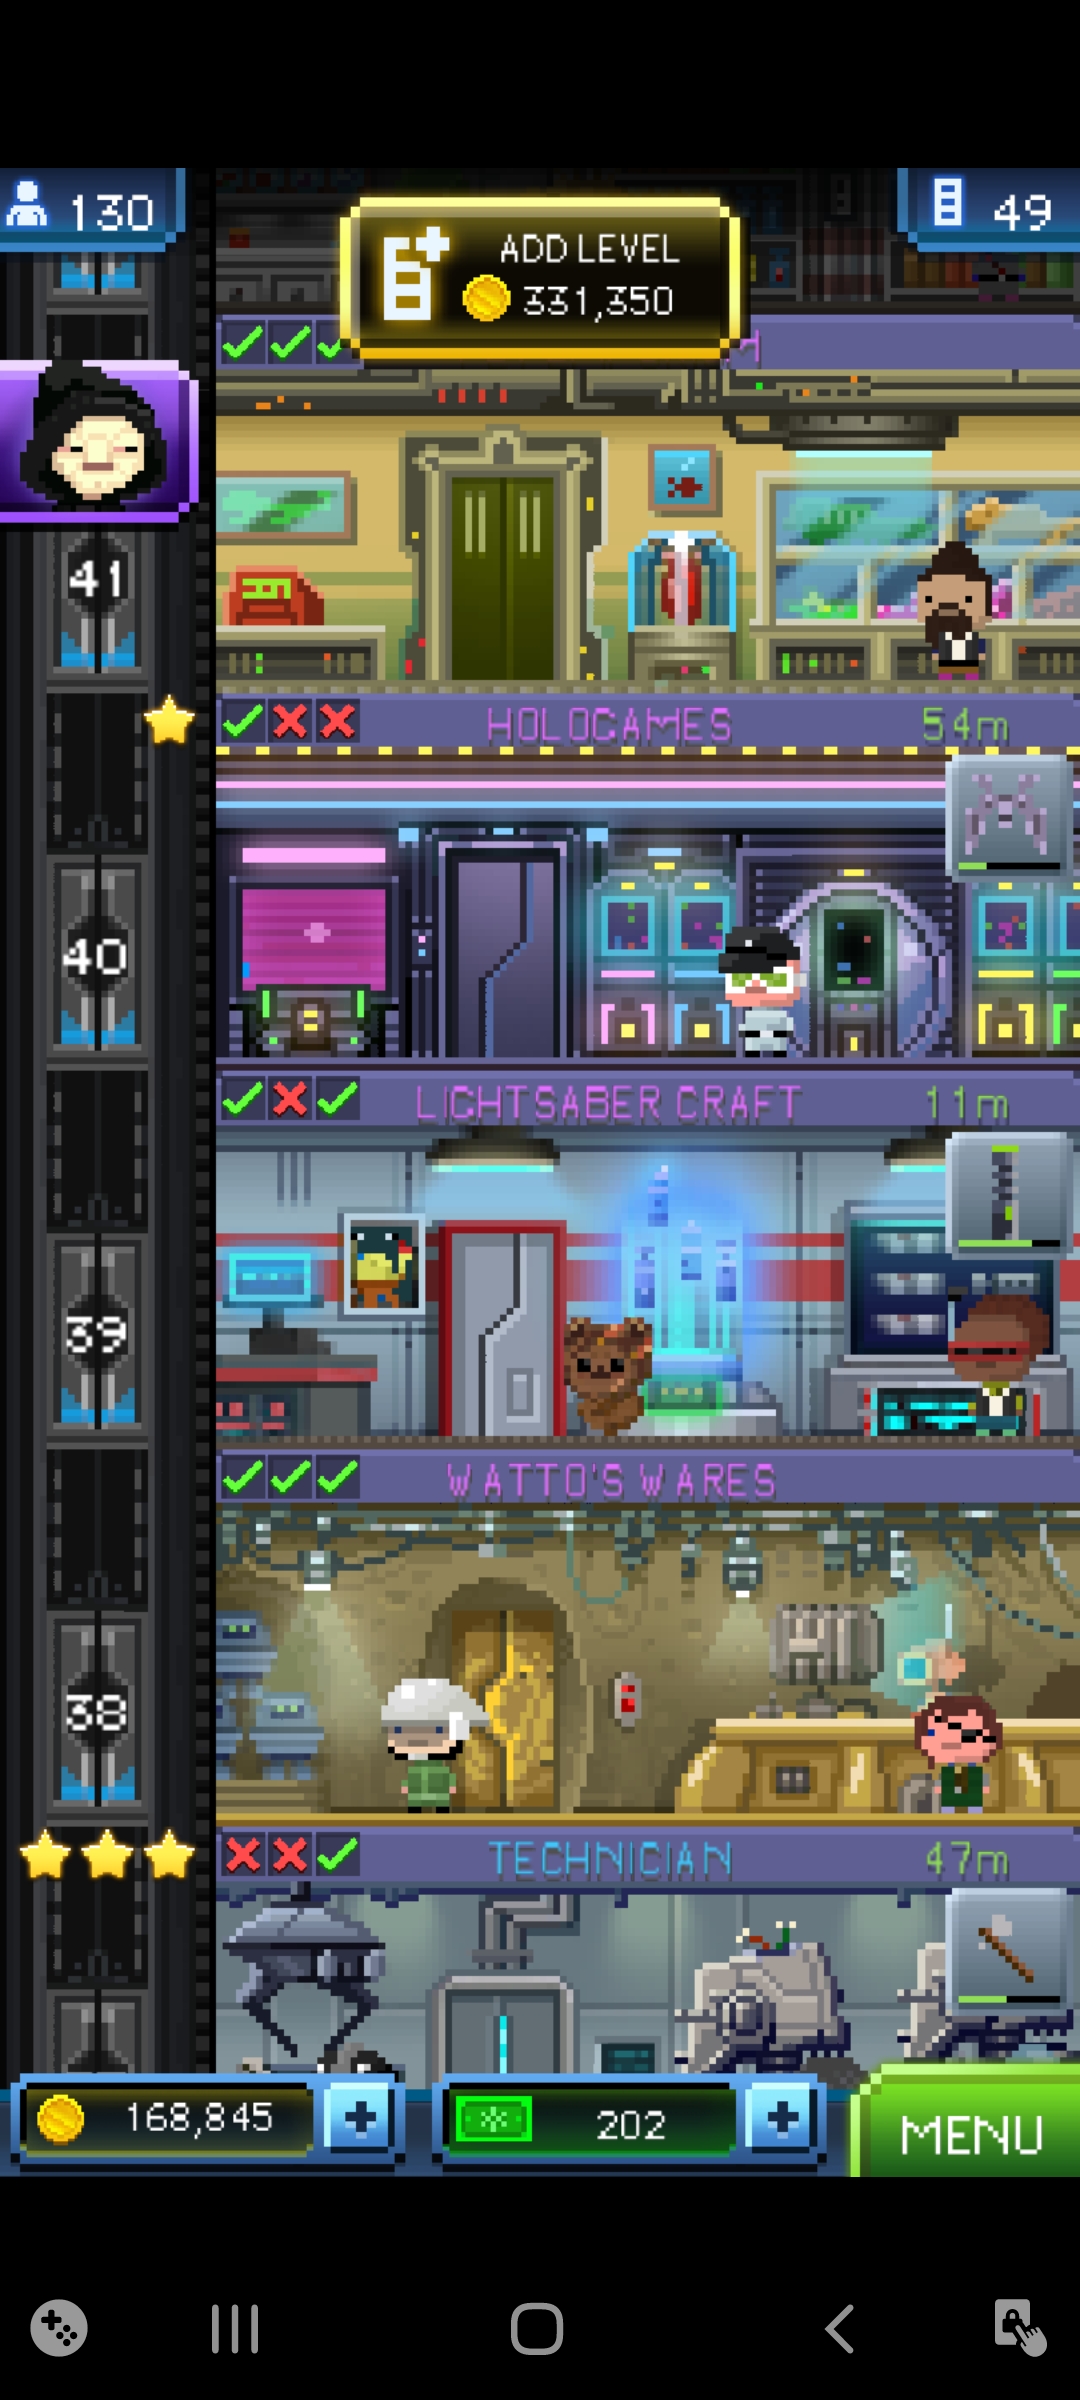 130
49
ADD LEVEL
331,350
41
HOLOGAMES 54m
40
LIGHTSABER CRAFT 11m
39
WATTO'S WARES
38
TECHNICIAN 47m
168,845
202
MENU